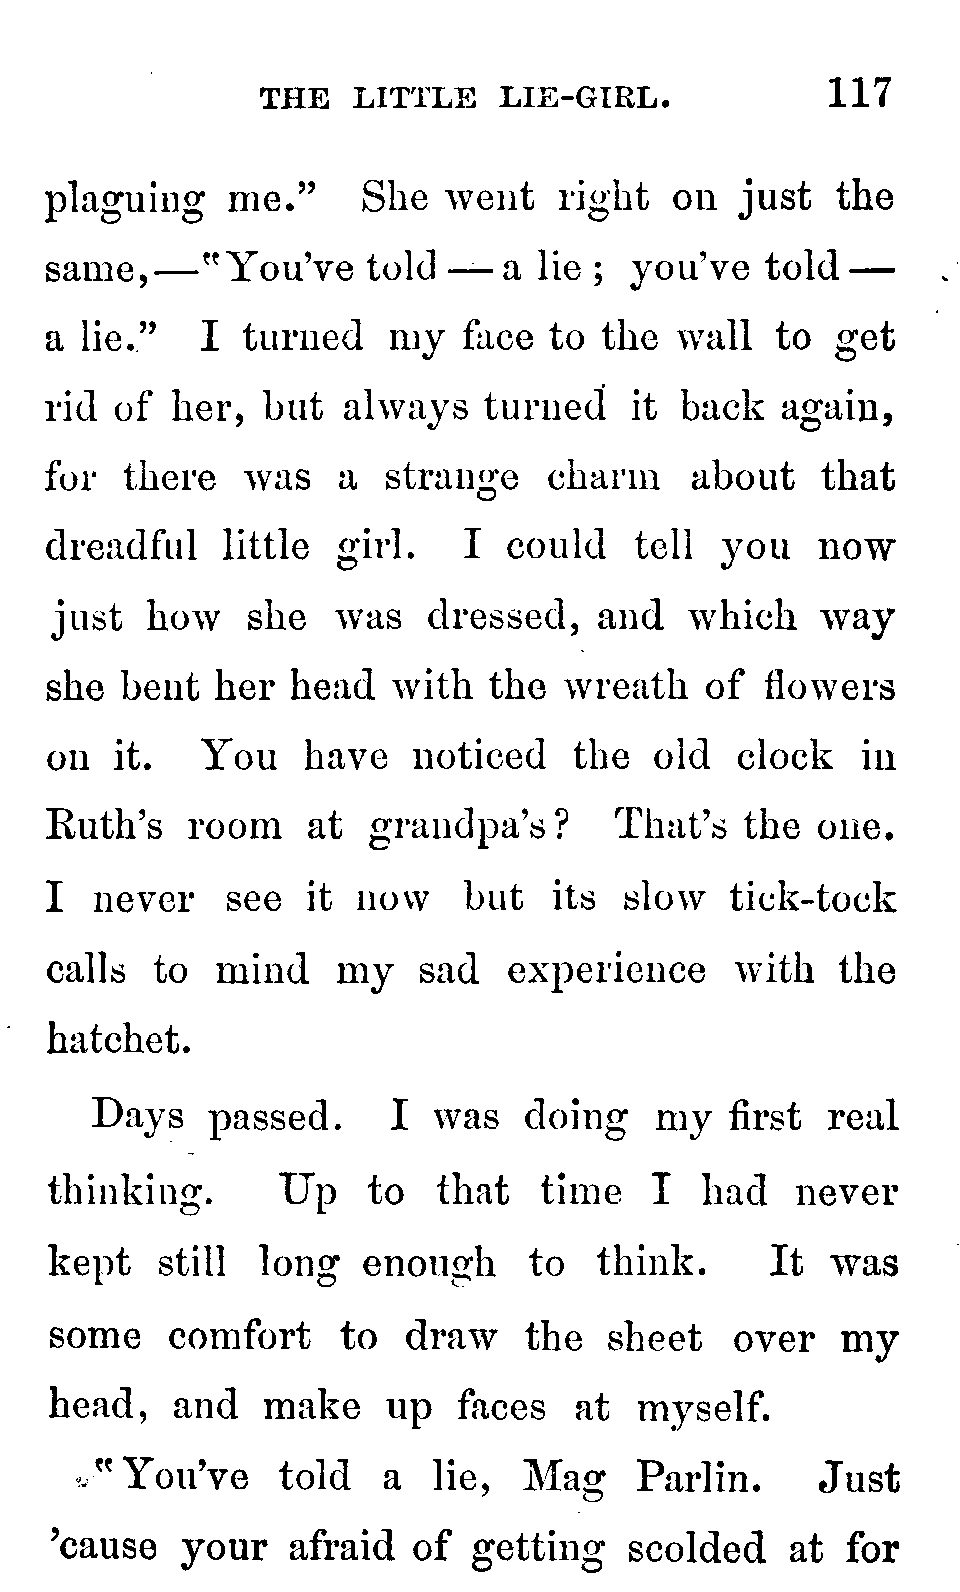 THE LITTLE LIE-GIRL. 117
plaguing me.” She went right on just the
same,—“You’ve told — a lie; you’ve told —
a lie.” I turned my face to the wall to get
rid of her, but always turned it back again,
for there was a strange charm about that
dreadful little girl. I could tell you now
just how she was dressed, and which way
she bent her head with the wreath of flowers
on it. You have noticed the old clock in
Ruth’s room at grandpa’s? That’s the one.
I never see it now but its slow tick-tock
calls to mind my sad experience with the
hatchet.
Days passed. I was doing my first real
thinking. Up to that time I had never
kept still long enough to think. It was
some comfort to draw the sheet over my
head, and make up faces at myself.
“You’ve told a lie, Mag Parlin. Just
’cause your afraid of getting scolded at for